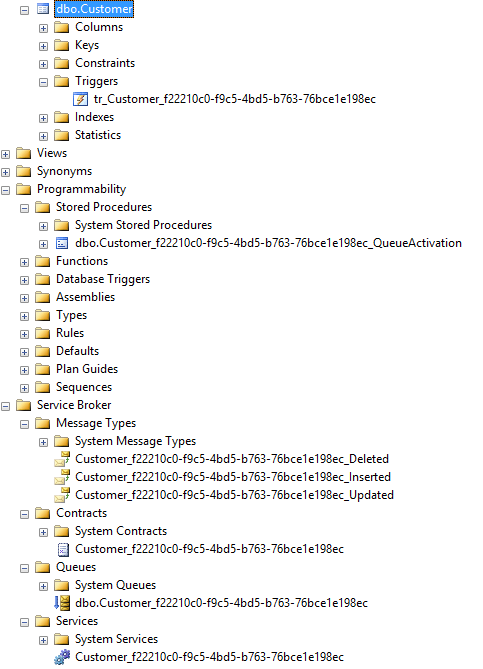 dbo.Customer
Columns
Keys
Constraints
Triggers
tr_Customer_f22210c0-f9c5-4bd5-b763-76bce1e198ec
Indexes
Statistics
Views
Synonyms
Programmability
Stored Procedures
System Stored Procedures
dbo.Customer_f22210c0-f9c5-4bd5-b763-76bce1e198ec_QueueActivation
Functions
Database Triggers
Assemblies
Types
Rules
Defaults
Plan Guides
Sequences
Service Broker
Message Types
System Message Types
Customer_f22210c0-f9c5-4bd5-b763-76bce1e198ec_Deleted
Customer_f22210c0-f9c5-4bd5-b763-76bce1e198ec_Inserted
Customer_f22210c0-f9c5-4bd5-b763-76bce1e198ec_Updated
Contracts
System Contracts
Customer_f22210c0-f9c5-4bd5-b763-76bce1e198ec
Queues
System Queues
dbo.Customer_f22210c0-f9c5-4bd5-b763-76bce1e198ec
Services
System Services
Customer_f22210c0-f9c5-4bd5-b763-76bce1e198ec